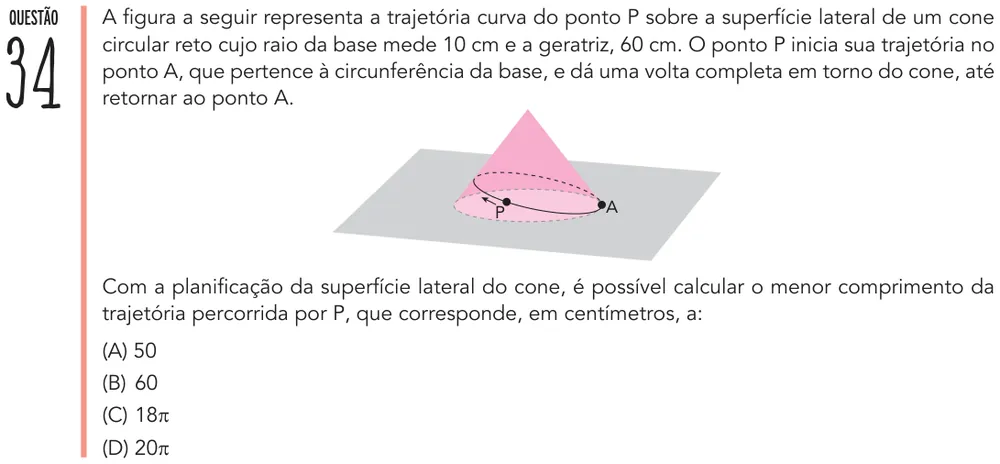 QUESTÃO
34
A figura a seguir representa a trajetória curva do ponto P sobre a superfície lateral de um cone
circular reto cujo raio da base mede 10 cm e a geratriz, 60 cm. O ponto P inicia sua trajetória no
ponto A, que pertence à circunferência da base, e dá uma volta completa em torno do cone, até
retornar ao ponto A.
P
A
Com a planificação da superfície lateral do cone, é possível calcular o menor comprimento da
trajetória percorrida por P, que corresponde, em centímetros, a:
(A) 50
(B) 60
(C) 18π
(D) 20π